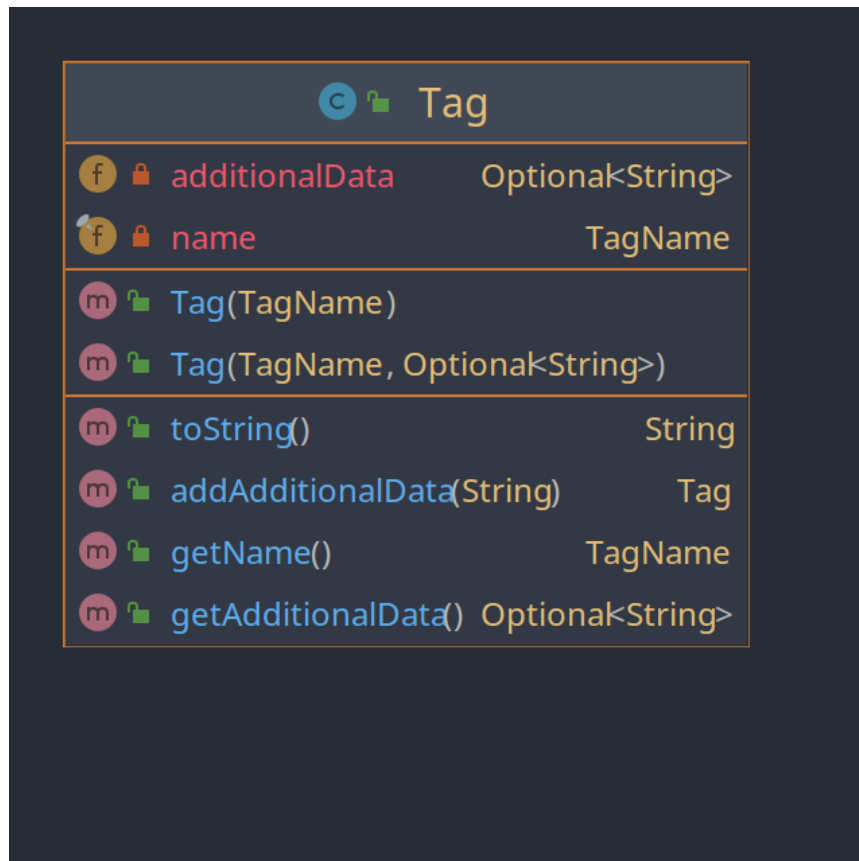 C Tag
f additionalData Optional<String>
f name TagName
m Tag(TagName)
m Tag(TagName, Optional<String>)
m toString() String
m addAdditionalData(String) Tag
m getName() TagName
m getAdditionalData() Optional<String>